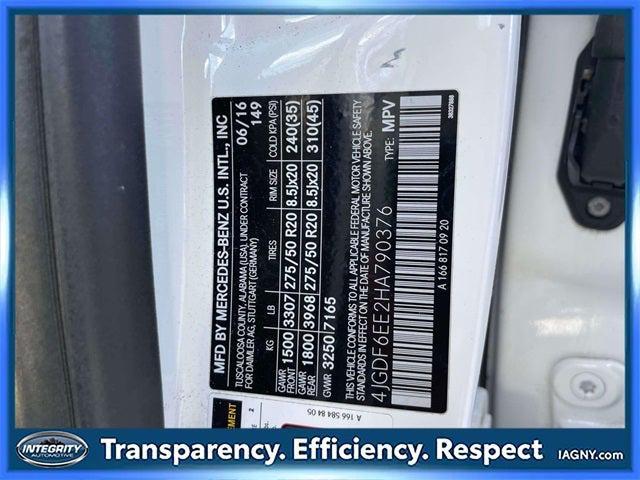 MFD BY MERCEDES-BENZ U.S. INTL., INC
TUSCALOOSA COUNTY, ALABAMA (USA), UNDER CONTRACT
FOR DAIMLER AG, STUTTGART (GERMANY)
06/16
149
KG LB TIRES RIM SIZE COLD KPA(PSI)
GAWR FRONT 1500 3307 275/50 R20 8.5Jx20 240(35)
GAWR REAR 1800 3968 275/50 R20 8.5Jx20 310(45)
GVWR 3250 7165
THIS VEHICLE CONFORMS TO ALL APPLICABLE FEDERAL MOTOR VEHICLE SAFETY
STANDARDS IN EFFECT ON THE DATE OF MANUFACTURE SHOWN ABOVE.
4JGDF6EE2HA790376 TYPE: MPV
A 166 817 09 20
A 166 584 84 05
INTEGRITY
AUTOMOTIVE
Transparency. Efficiency. Respect
IAGNY.com